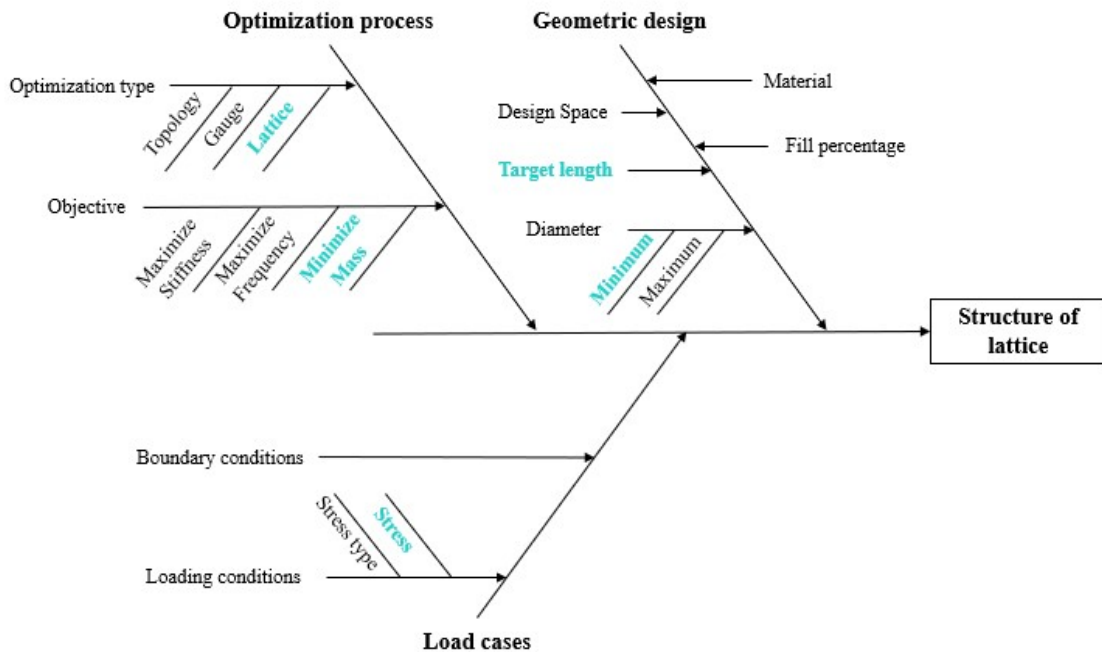 Optimization process
Geometric design
Optimization type
Topology
Gauge
Lattice
Material
Design Space
Fill percentage
Target length
Objective
Maximize
Stiffness
Maximize
Frequency
Minimize
Mass
Diameter
Minimum
Maximum
Structure of
lattice
Boundary conditions
Stress type
Stress
Loading conditions
Load cases